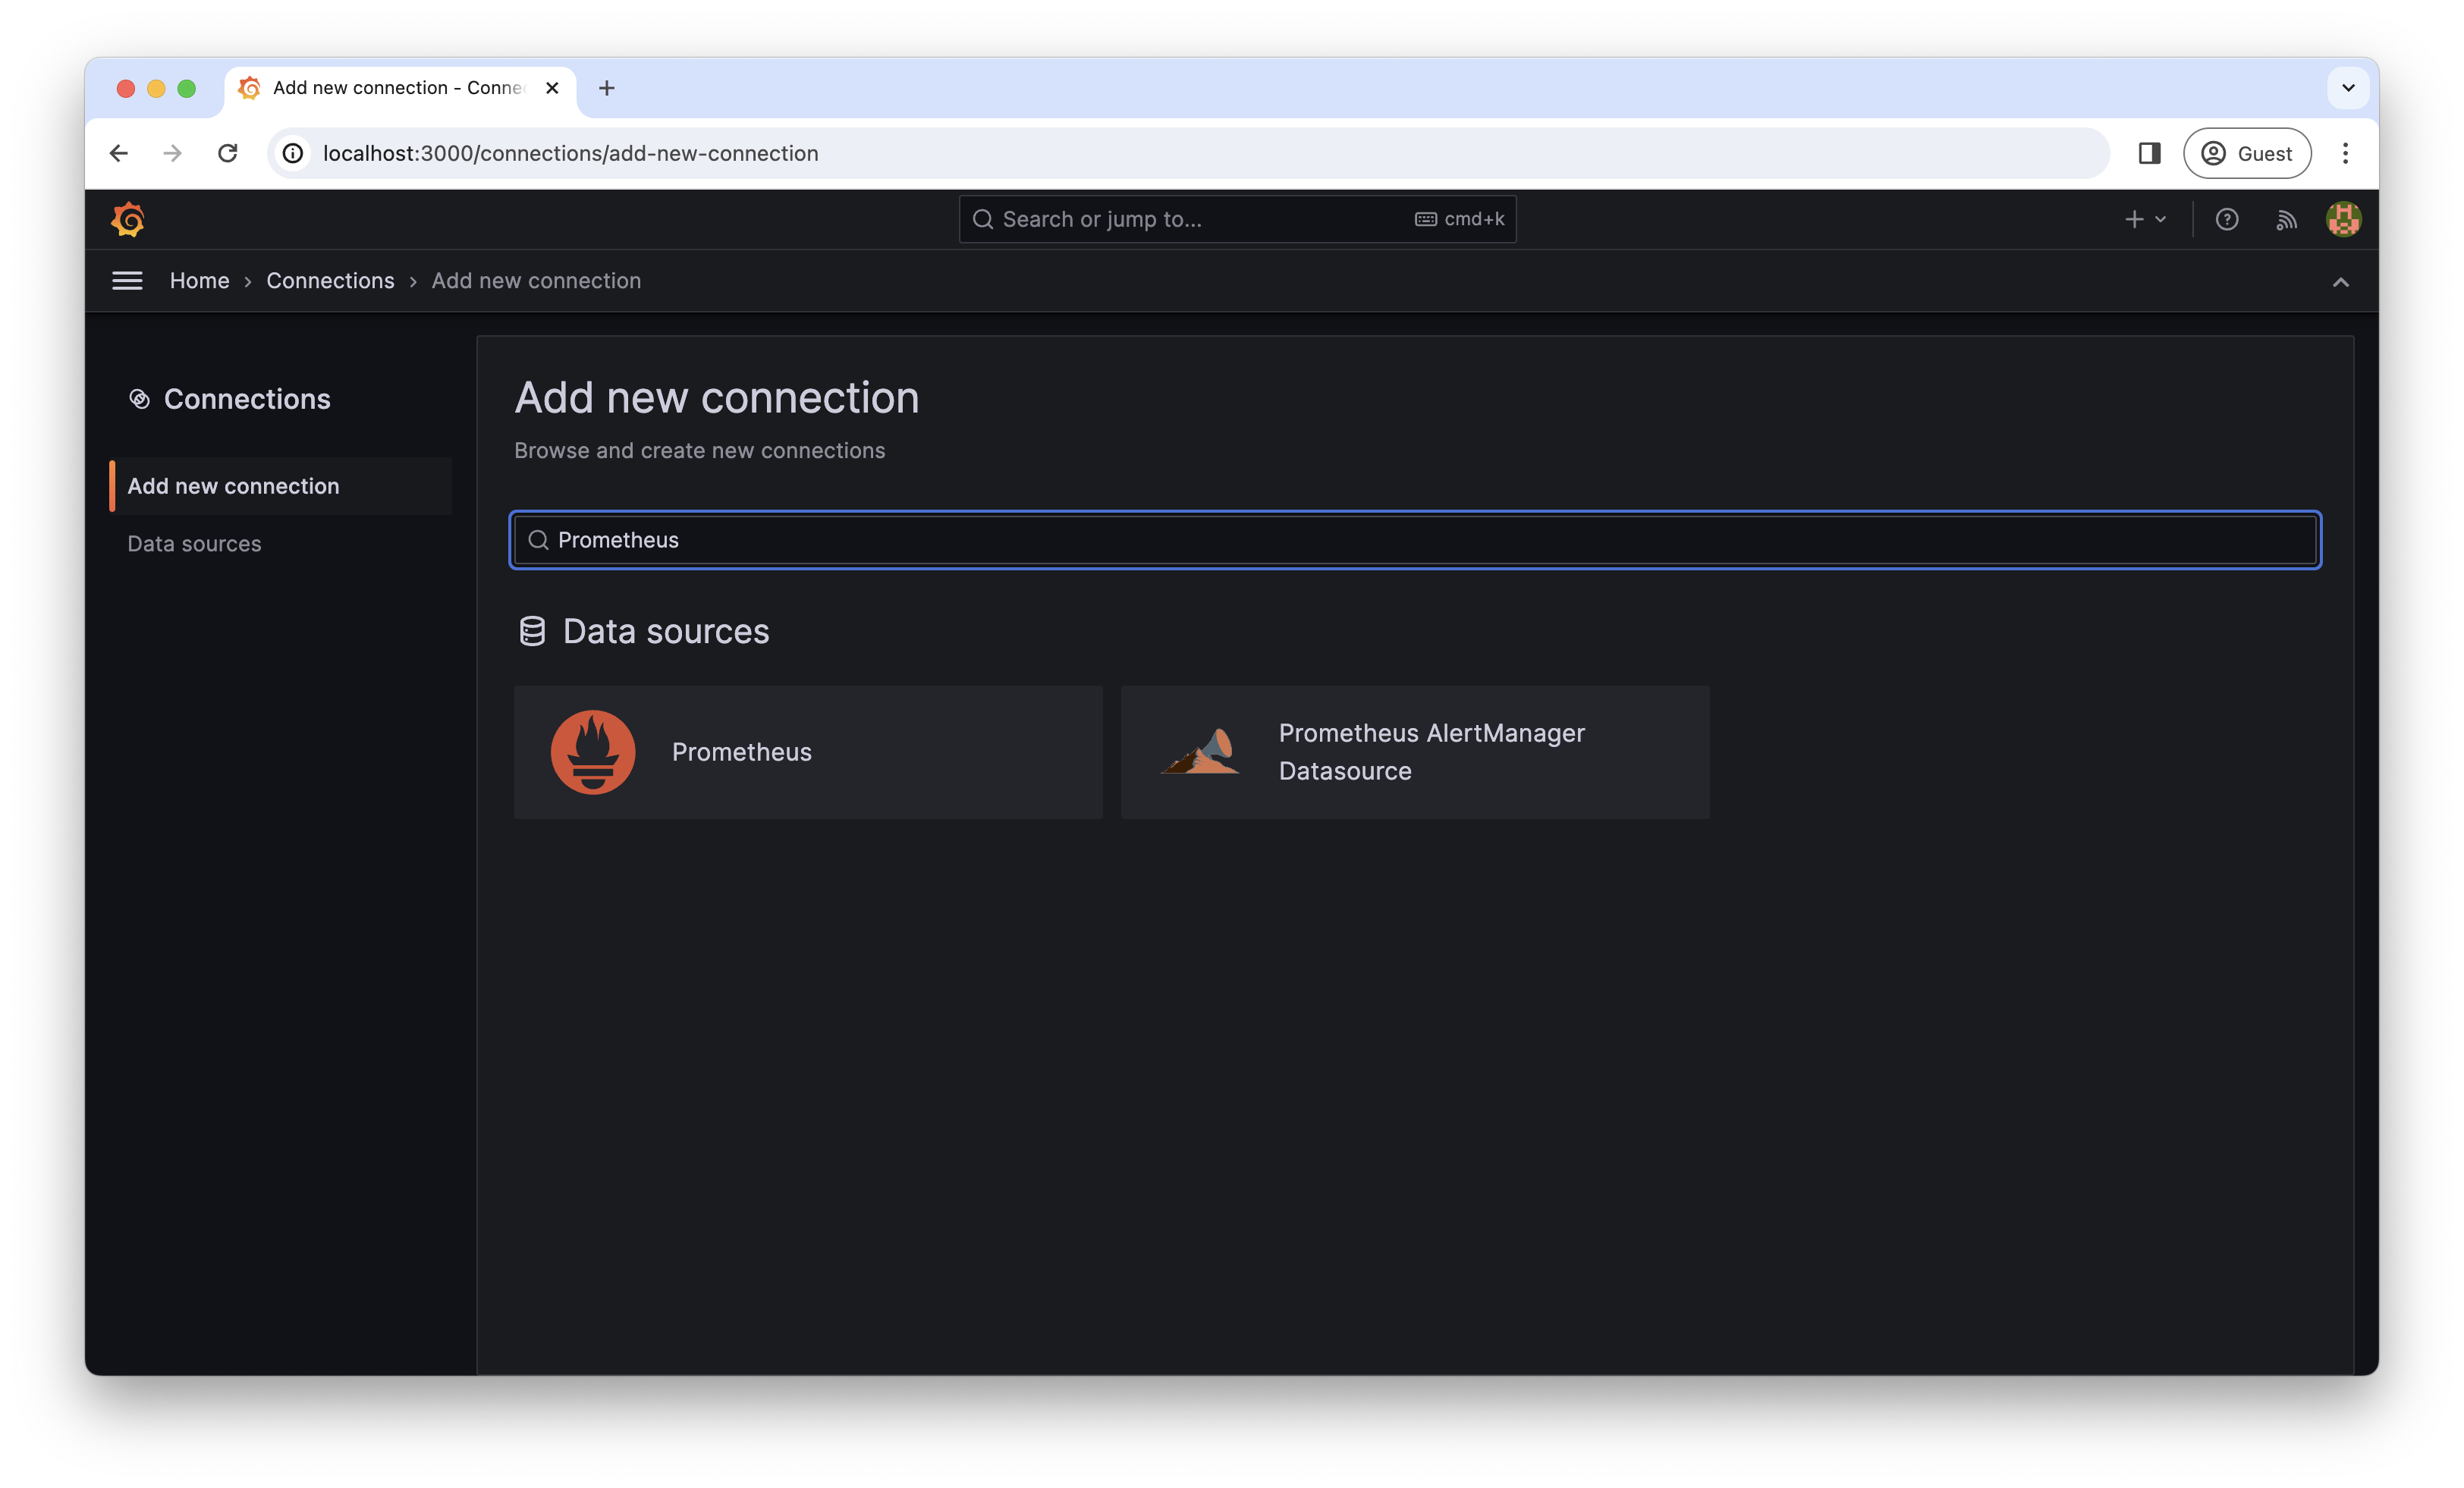 Add new connection - Conne
localhost:3000/connections/add-new-connection
Guest
Search or jump to...
cmd+k
Home
Connections
Add new connection
Connections
Add new connection
Data sources
Add new connection
Browse and create new connections
Prometheus
Data sources
Prometheus
Prometheus AlertManager
Datasource